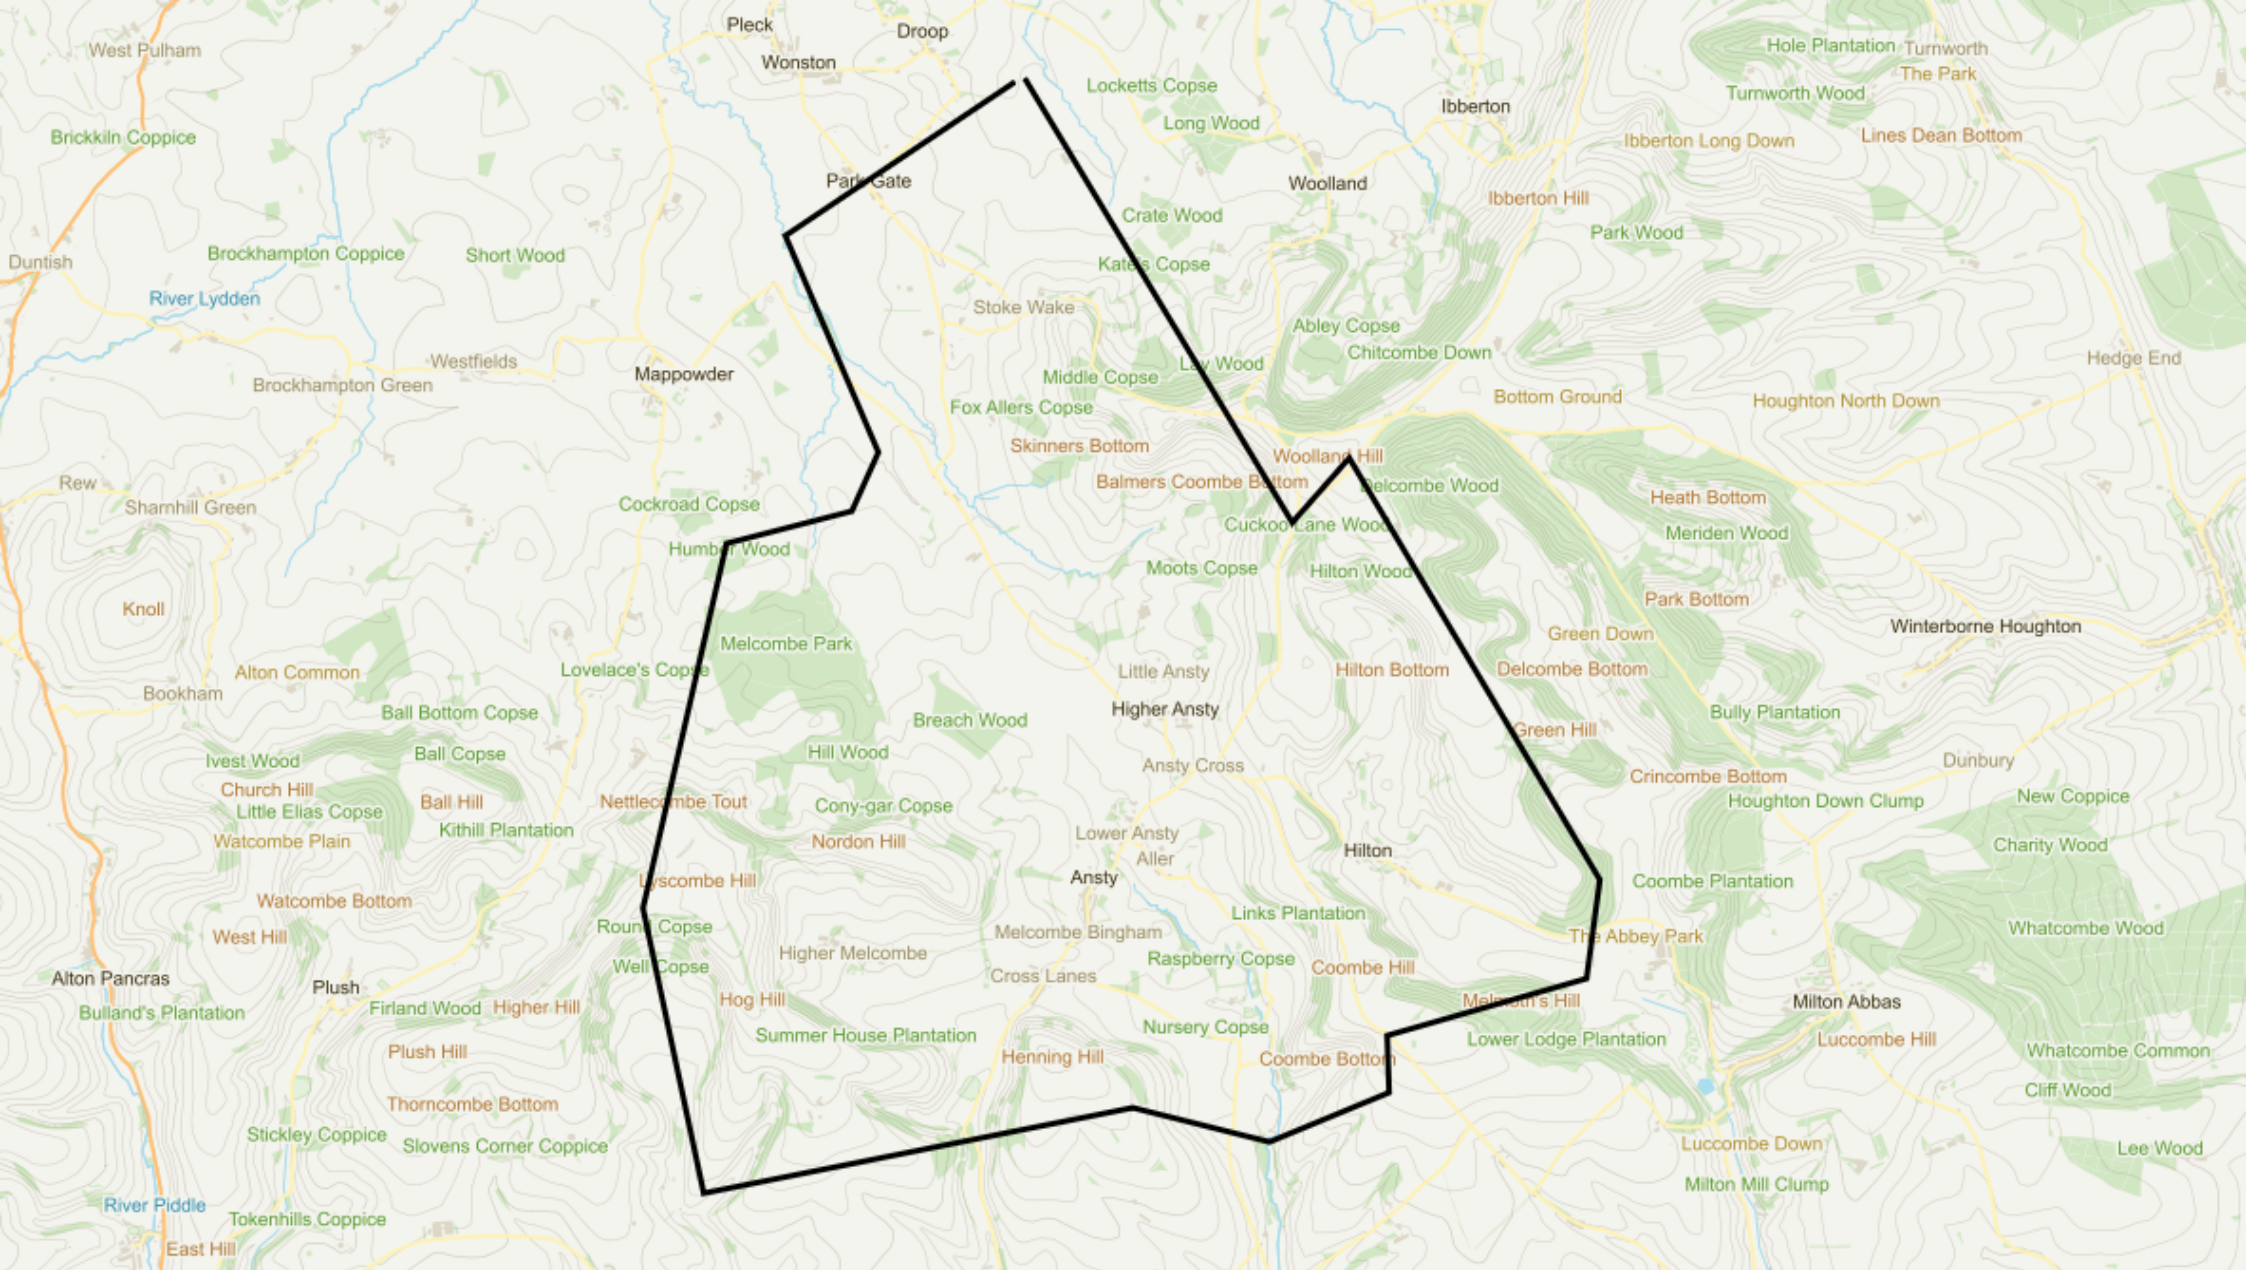 Pleck
Droop
West Pulham
Wonston
Hole Plantation
Turnworth
The Park
Locketts Copse
Turnworth Wood
Ibberton
Long Wood
Brickkiln Coppice
Ibberton Long Down
Lines Dean Bottom
Park Gate
Woolland
Ibberton Hill
Crate Wood
Park Wood
Brockhampton Coppice
Short Wood
Duntish
Kate's Copse
River Lydden
Stoke Wake
Abley Copse
Chitcombe Down
Westfields
Lay Wood
Hedge End
Mappowder
Middle Copse
Brockhampton Green
Bottom Ground
Houghton North Down
Fox Allers Copse
Skinners Bottom
Woolland Hill
Rew
Balmers Coombe Bottom
Delcombe Wood
Heath Bottom
Sharnhill Green
Cockroad Copse
Cuckoo Lane Wood
Meriden Wood
Humber Wood
Moots Copse
Hilton Wood
Knoll
Park Bottom
Winterborne Houghton
Melcombe Park
Green Down
Alton Common
Lovelace's Copse
Little Ansty
Hilton Bottom
Delcombe Bottom
Bookham
Ball Bottom Copse
Higher Ansty
Breach Wood
Bully Plantation
Green Hill
Ivest Wood
Ball Copse
Hill Wood
Ansty Cross
Dunbury
Crincombe Bottom
Church Hill
Ball Hill
Nettlecombe Tout
Cony-gar Copse
Houghton Down Clump
New Coppice
Little Elias Copse
Kithill Plantation
Lower Ansty
Watcombe Plain
Nordon Hill
Aller
Hilton
Charity Wood
Ansty
Lyscombe Hill
Coombe Plantation
Watcombe Bottom
Links Plantation
West Hill
Round Copse
Melcombe Bingham
The Abbey Park
Whatcombe Wood
Higher Melcombe
Raspberry Copse
Alton Pancras
Plush
Well Copse
Cross Lanes
Coombe Hill
Bulland's Plantation
Firland Wood
Higher Hill
Hog Hill
Melmoth's Hill
Milton Abbas
Summer House Plantation
Nursery Copse
Lower Lodge Plantation
Luccombe Hill
Plush Hill
Henning Hill
Coombe Bottom
Whatcombe Common
Thorncombe Bottom
Cliff Wood
Stickley Coppice
Slovens Corner Coppice
Luccombe Down
Lee Wood
River Piddle
Milton Mill Clump
Tokenhills Coppice
East Hill